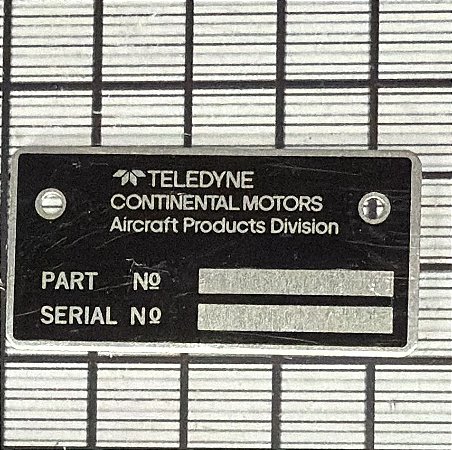 TELEDYNE
CONTINENTAL MOTORS
Aircraft Products Division
PART Nº
SERIAL Nº